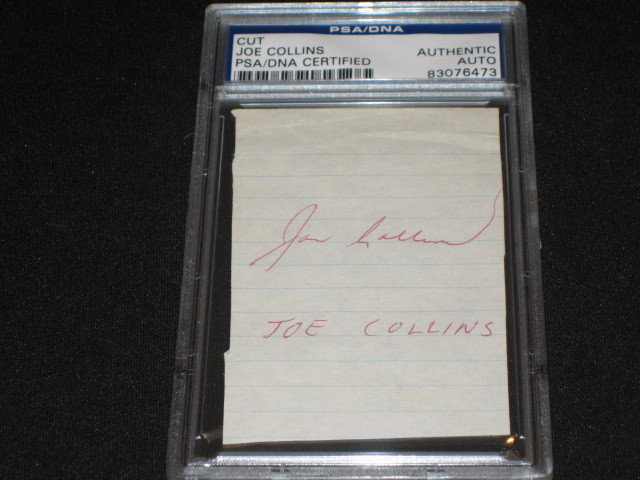 PSA/DNA
CUT
JOE COLLINS
PSA/DNA CERTIFIED
AUTHENTIC
AUTO
83076473
Joe Collins
JOE COLLINS